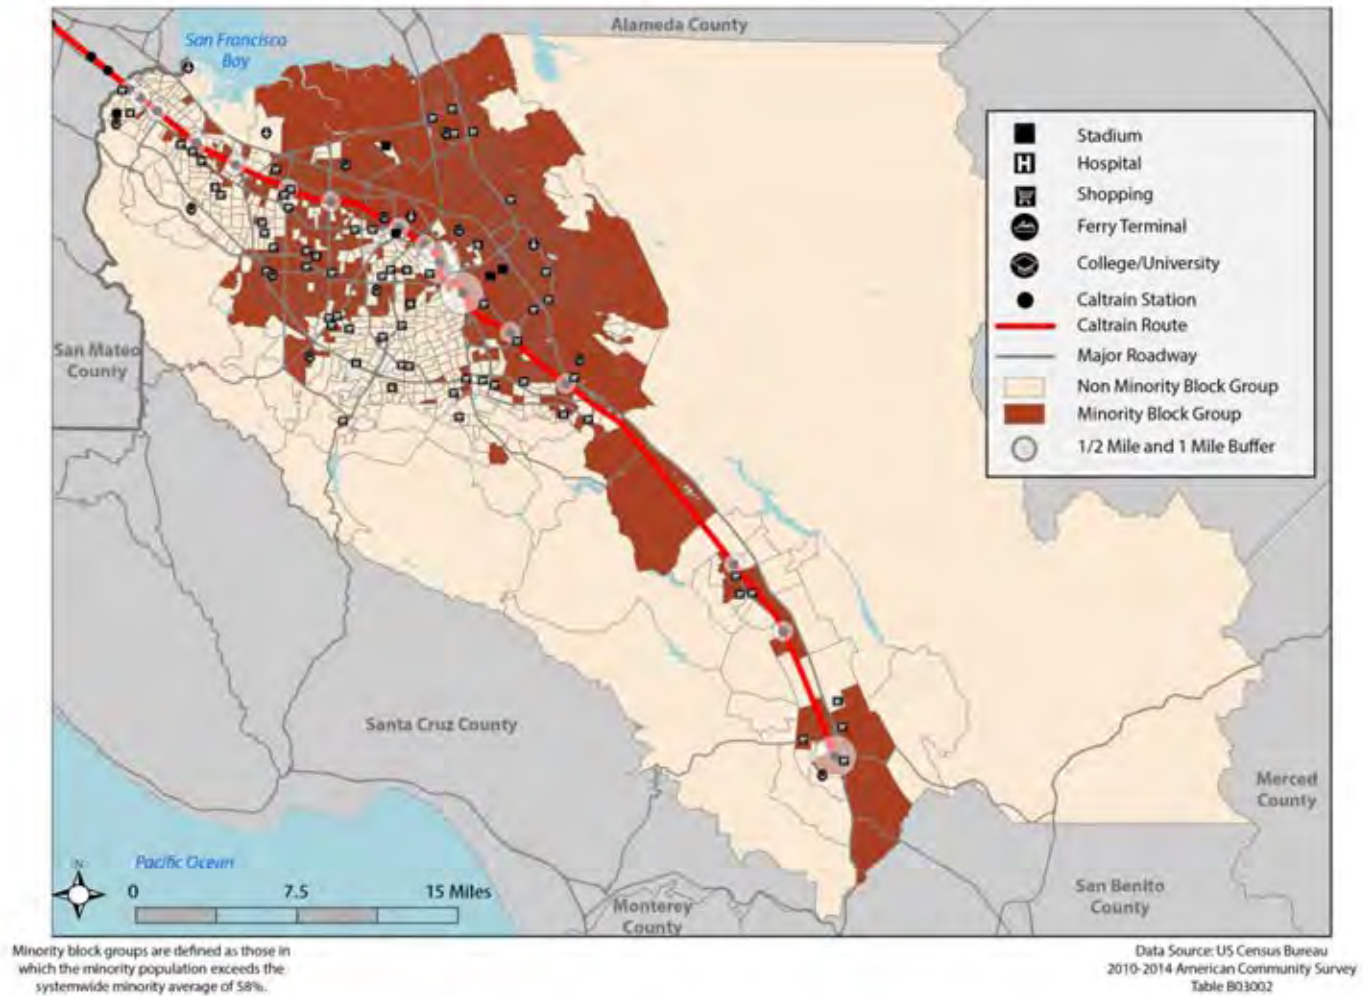 Alameda County
San Francisco
Bay
Stadium
H Hospital
Shopping
Ferry Terminal
College/University
Caltrain Station
Caltrain Route
Major Roadway
Non Minority Block Group
Minority Block Group
1/2 Mile and 1 Mile Buffer
San Mateo
County
Santa Cruz County
Merced
County
Pacific Ocean
N
0 7.5 15 Miles
Monterey
County
San Benito
County
Minority block groups are defined as those in
which the minority population exceeds the
systemwide minority average of 58%.
Data Source: US Census Bureau
2010-2014 American Community Survey
Table B03002